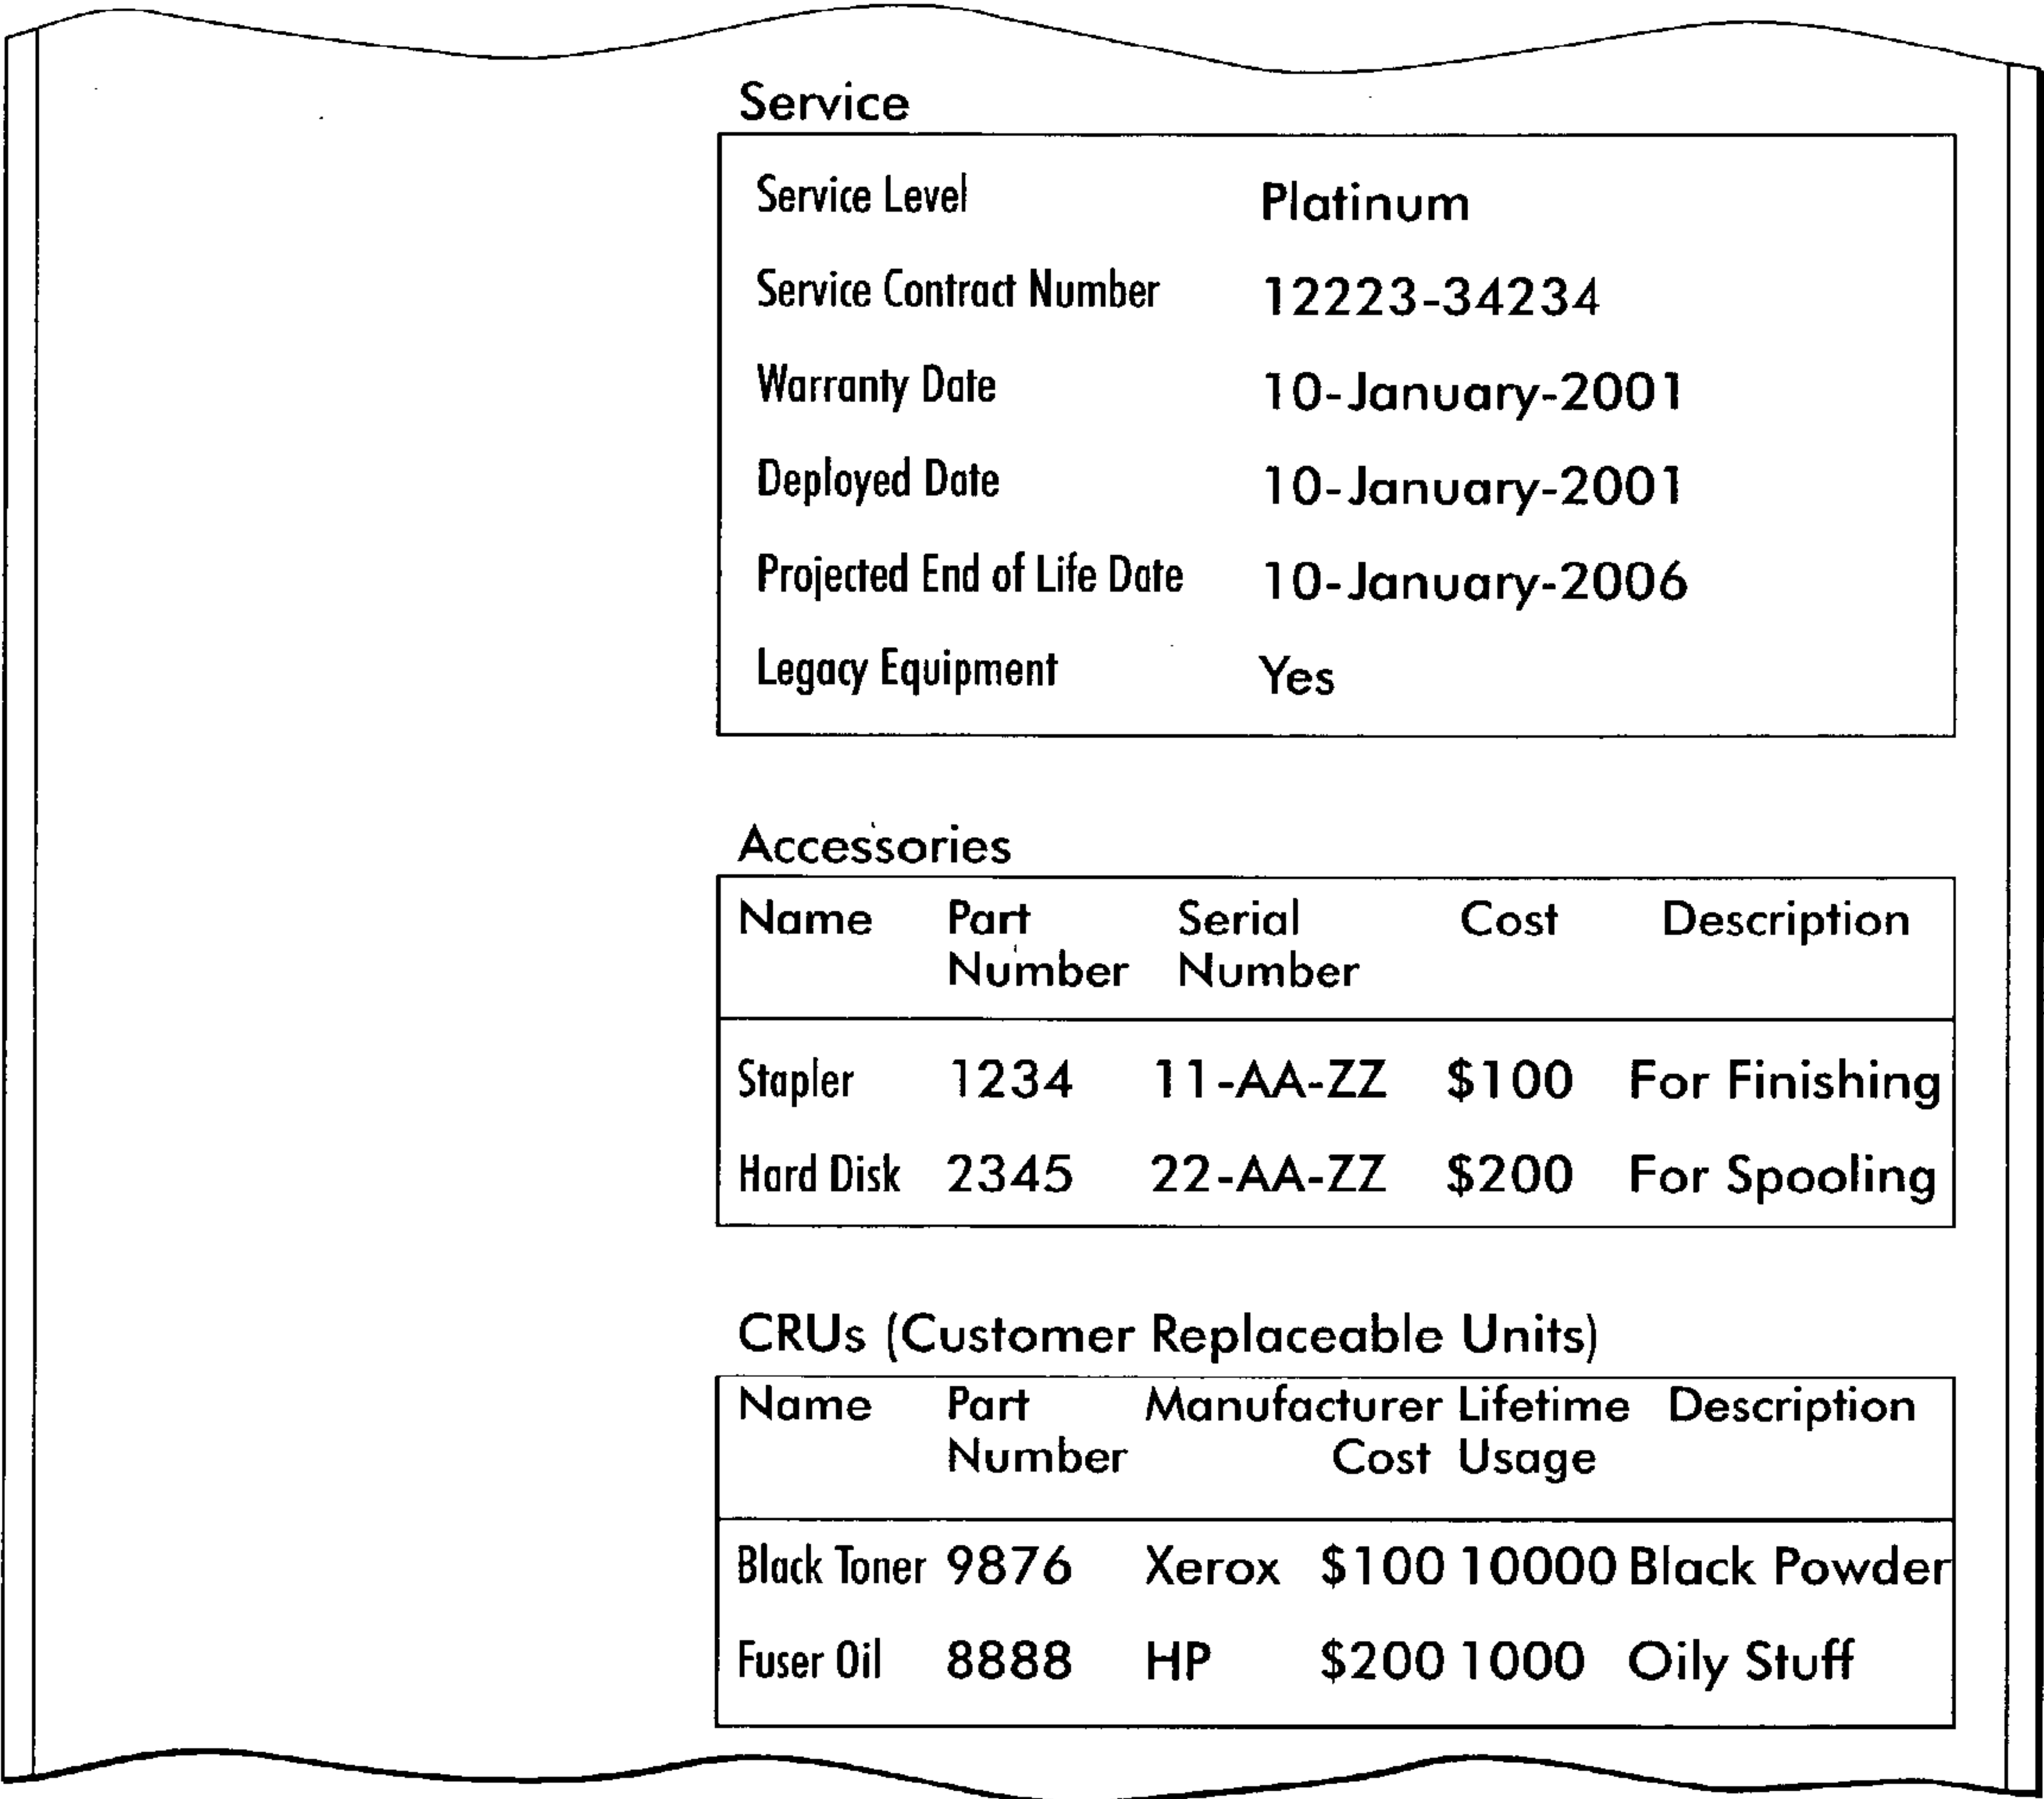 Service
Service Level Platinum
Service Contract Number 12223-34234
Warranty Date 10-January-2001
Deployed Date 10-January-2001
Projected End of Life Date 10-January-2006
Legacy Equipment Yes
Accessories
Name Part Serial Cost Description
Number Number
Stapler 1234 11-AA-ZZ $100 For Finishing
Hard Disk 2345 22-AA-ZZ $200 For Spooling
CRUs (Customer Replaceable Units)
Name Part Manufacturer Lifetime Description
Number Cost Usage
Black Toner 9876 Xerox $100 10000 Black Powder
Fuser Oil 8888 HP $200 1000 Oily Stuff